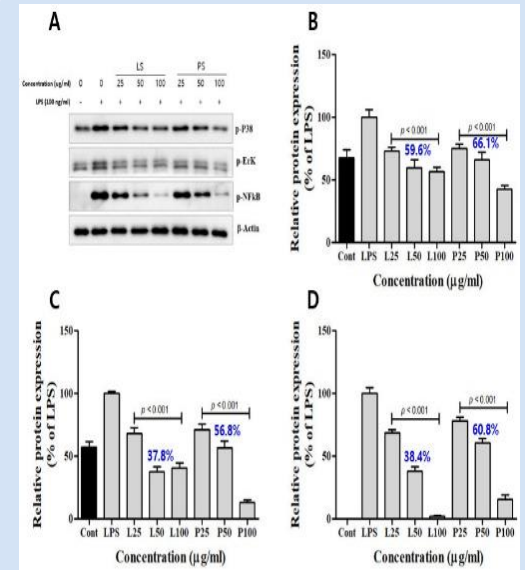 A
LS PS
Concentration (ug/ml) 0 0 25 50 100 25 50 100
LPS (100 ng/ml) - + + + + + + +
p-P38
p-ErK
p-NFkB
β-Actin
B
Relative protein expression
(% of LPS)
150
100
50
0
p < 0.001
p < 0.001
59.6%
66.1%
Cont LPS L25 L50 L100 P25 P50 P100
Concentration (µg/ml)
C
Relative protein expression
(% of LPS)
150
100
50
0
p < 0.001
p < 0.001
37.8%
56.8%
Cont LPS L25 L50 L100 P25 P50 P100
Concentration (µg/ml)
D
Relative protein expression
(% of LPS)
150
100
50
0
p < 0.001
p < 0.001
38.4%
60.8%
Cont LPS L25 L50 L100 P25 P50 P100
Concentration (µg/ml)